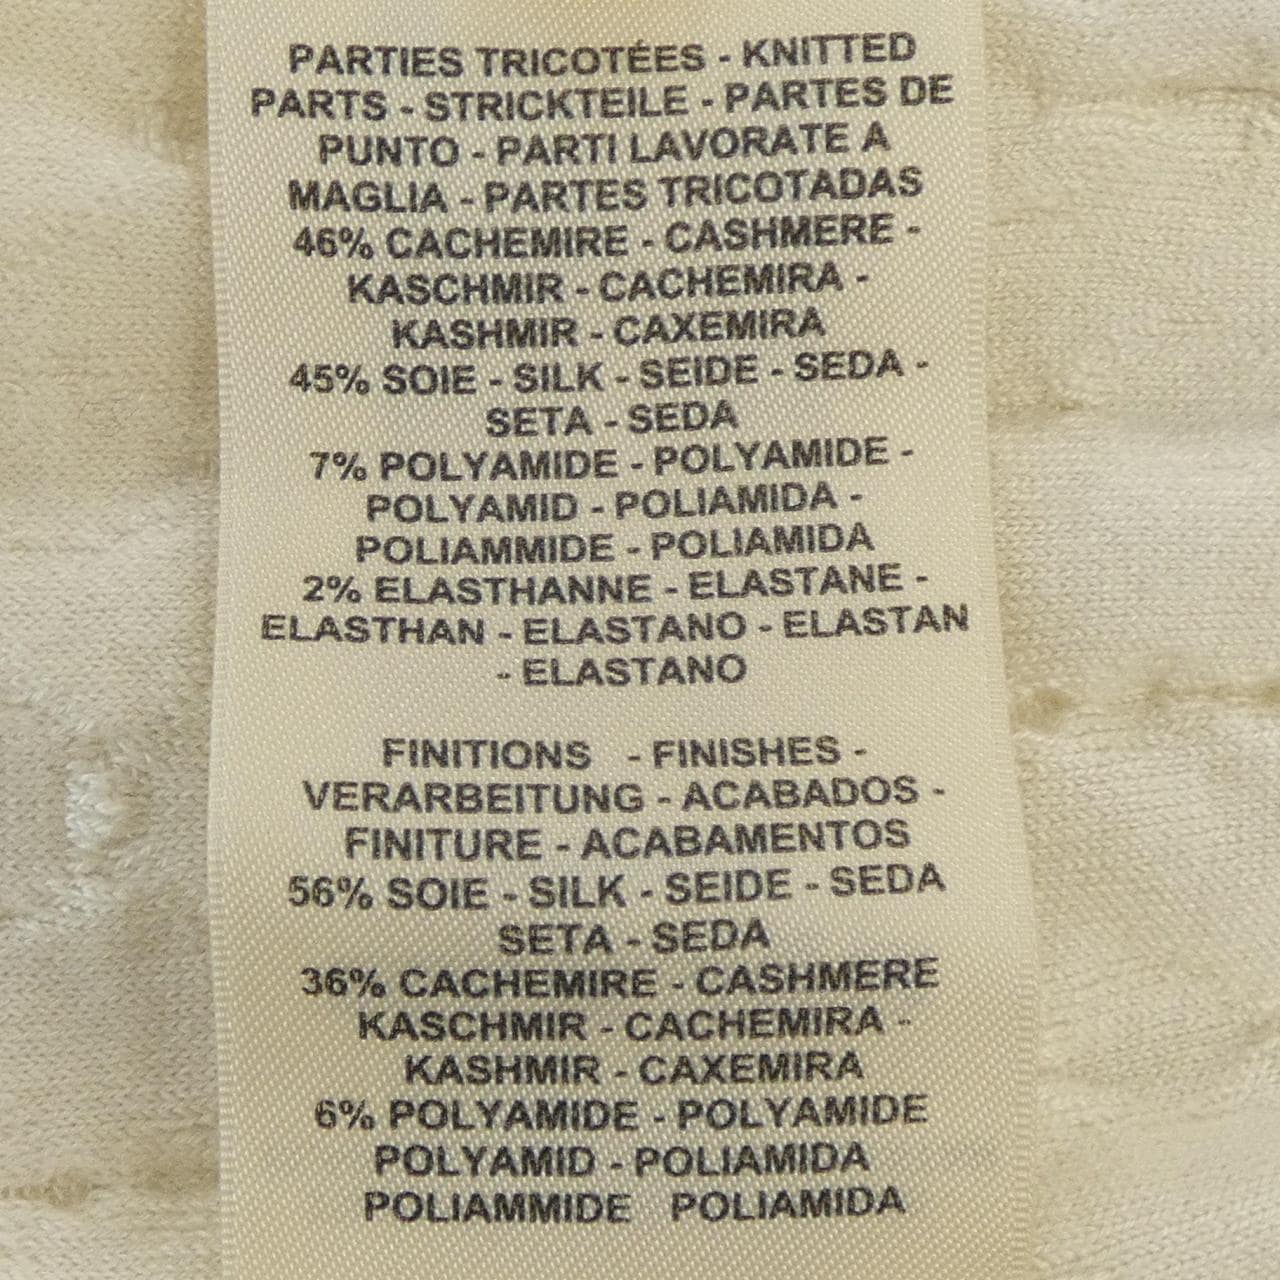 PARTIES TRICOTÉES - KNITTED
PARTS - STRICKTEILE - PARTES DE
PUNTO - PARTI LAVORATE A
MAGLIA - PARTES TRICOTADAS
46% CACHEMIRE - CASHMERE -
KASCHMIR - CACHEMIRA -
KASHMIR - CAXEMIRA
45% SOIE - SILK - SEIDE - SEDA -
SETA - SEDA
7% POLYAMIDE - POLYAMIDE -
POLYAMID - POLIAMIDA -
POLIAMMIDE - POLIAMIDA
2% ELASTHANNE - ELASTANE -
ELASTHAN - ELASTANO - ELASTAN
- ELASTANO
FINITIONS - FINISHES -
VERARBEITUNG - ACABADOS -
FINITURE - ACABAMENTOS
56% SOIE - SILK - SEIDE - SEDA
SETA - SEDA
36% CACHEMIRE - CASHMERE
KASCHMIR - CACHEMIRA -
KASHMIR - CAXEMIRA
6% POLYAMIDE - POLYAMIDE
POLYAMID - POLIAMIDA
POLIAMMIDE POLIAMIDA